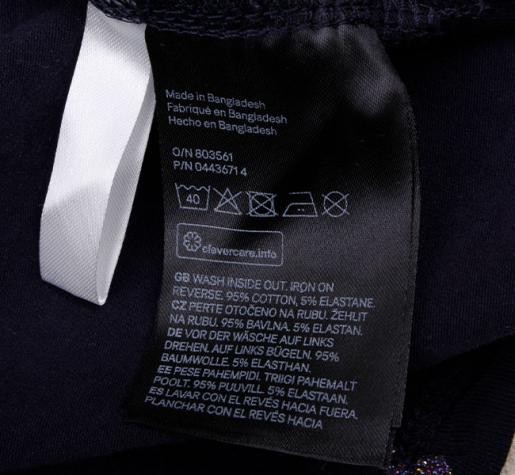 Made in Bangladesh
Fabriqué en Bangladesh
Hecho en Bangladesh
O/N 803561
P/N 0443671 4
40
clevercare.info
GB WASH INSIDE OUT. IRON ON
REVERSE. 95% COTTON, 5% ELASTANE.
CZ PERTE OTOČENO NA RUBU. ŽEHLIT
NA RUBU. 95% BAVLNA. 5% ELASTAN.
DE VOR DER WÄSCHE AUF LINKS
DREHEN. AUF LINKS BÜGELN. 95%
BAUMWOLLE. 5% ELASTHAN.
EE PESE PAHEMPIDI. TRIIGI PAHEMALT
POOLT. 95% PUUVILL. 5% ELASTAAN.
ES LAVAR CON EL REVÉS HACIA FUERA.
PLANCHAR CON EL REVÉS HACIA